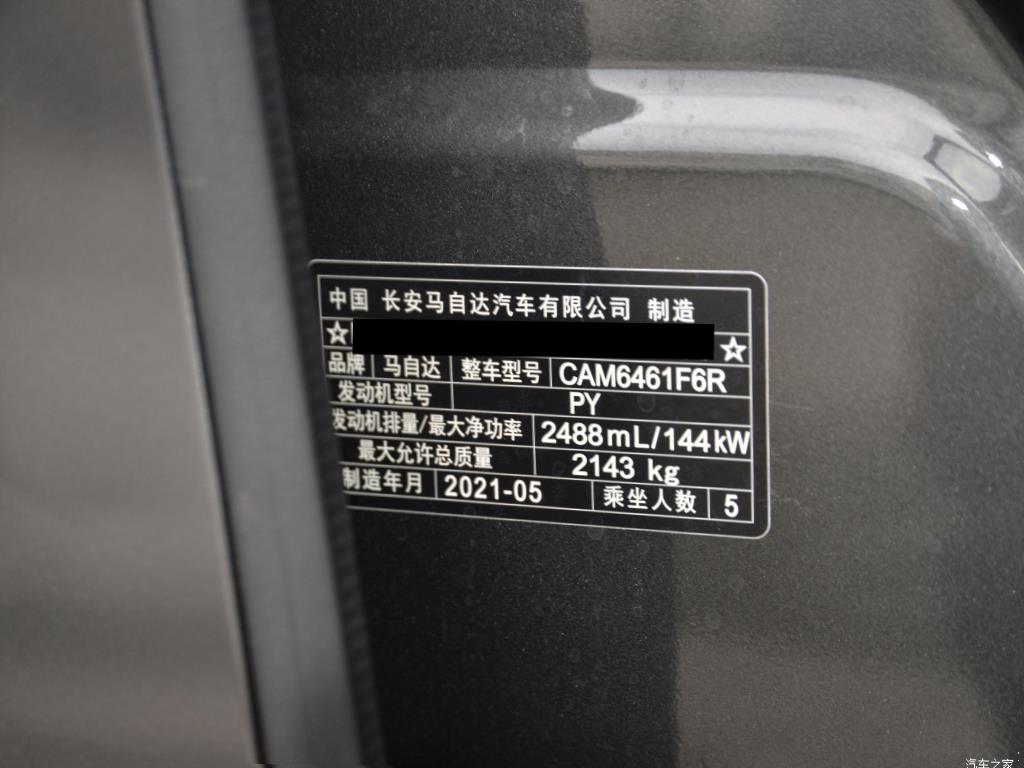 中国 长安马自达汽车有限公司 制造
☆ ☆
品牌 马自达 整车型号 CAM6461F6R
发动机型号 PY
发动机排量/最大净功率 2488mL/144kW
最大允许总质量 2143 kg
制造年月 2021-05 乘坐人数 5
汽车之家